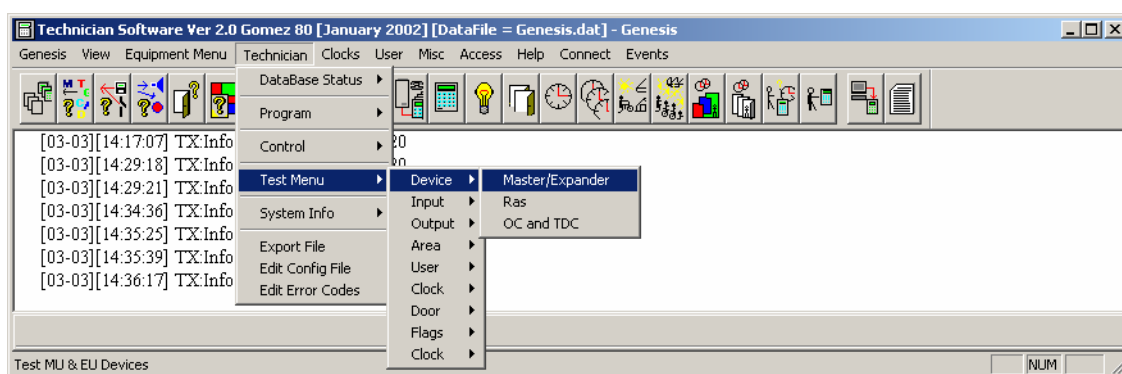 Technician Software Ver 2.0 Gomez 80 [January 2002] [DataFile = Genesis.dat] - Genesis
Genesis View Equipment Menu Technician Clocks User Misc Access Help Connect Events
DataBase Status
Program
Control
Test Menu
System Info
Export File
Edit Config File
Edit Error Codes
Device
Input
Output
Area
User
Clock
Door
Flags
Clock
Master/Expander
Ras
OC and TDC
[03-03][14:17:07] TX:Info 20
[03-03][14:29:18] TX:Info
[03-03][14:29:21] TX:Info
[03-03][14:34:36] TX:Info
[03-03][14:35:25] TX:Info
[03-03][14:35:39] TX:Info
[03-03][14:36:17] TX:Info
Test MU & EU Devices NUM